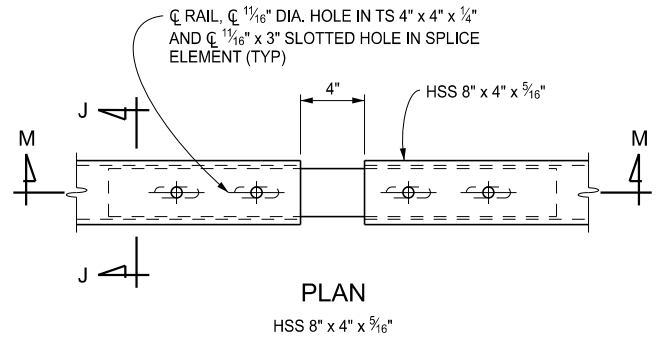 ℄ RAIL, ℄ 11/16" DIA. HOLE IN TS 4" x 4" x 1/4"
AND ℄ 11/16" x 3" SLOTTED HOLE IN SPLICE
ELEMENT (TYP)
4"
HSS 8" x 4" x 5/16"
J
M
M
J
PLAN
HSS 8" x 4" x 5/16"